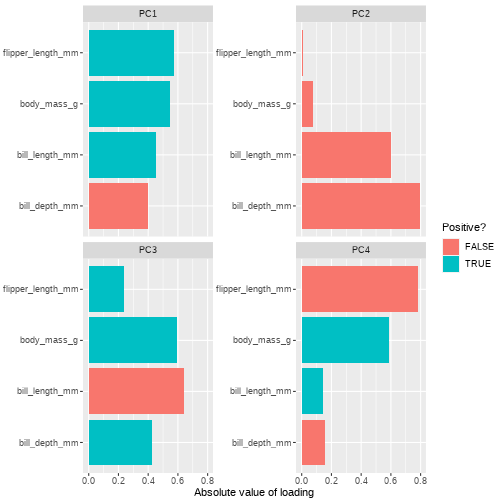 PC1
PC2
flipper_length_mm
body_mass_g
bill_length_mm
bill_depth_mm
flipper_length_mm
body_mass_g
bill_length_mm
bill_depth_mm
PC3
PC4
flipper_length_mm
body_mass_g
bill_length_mm
bill_depth_mm
0.0 0.2 0.4 0.6 0.8
flipper_length_mm
body_mass_g
bill_length_mm
bill_depth_mm
0.0 0.2 0.4 0.6 0.8
Absolute value of loading
Positive?
FALSE
TRUE